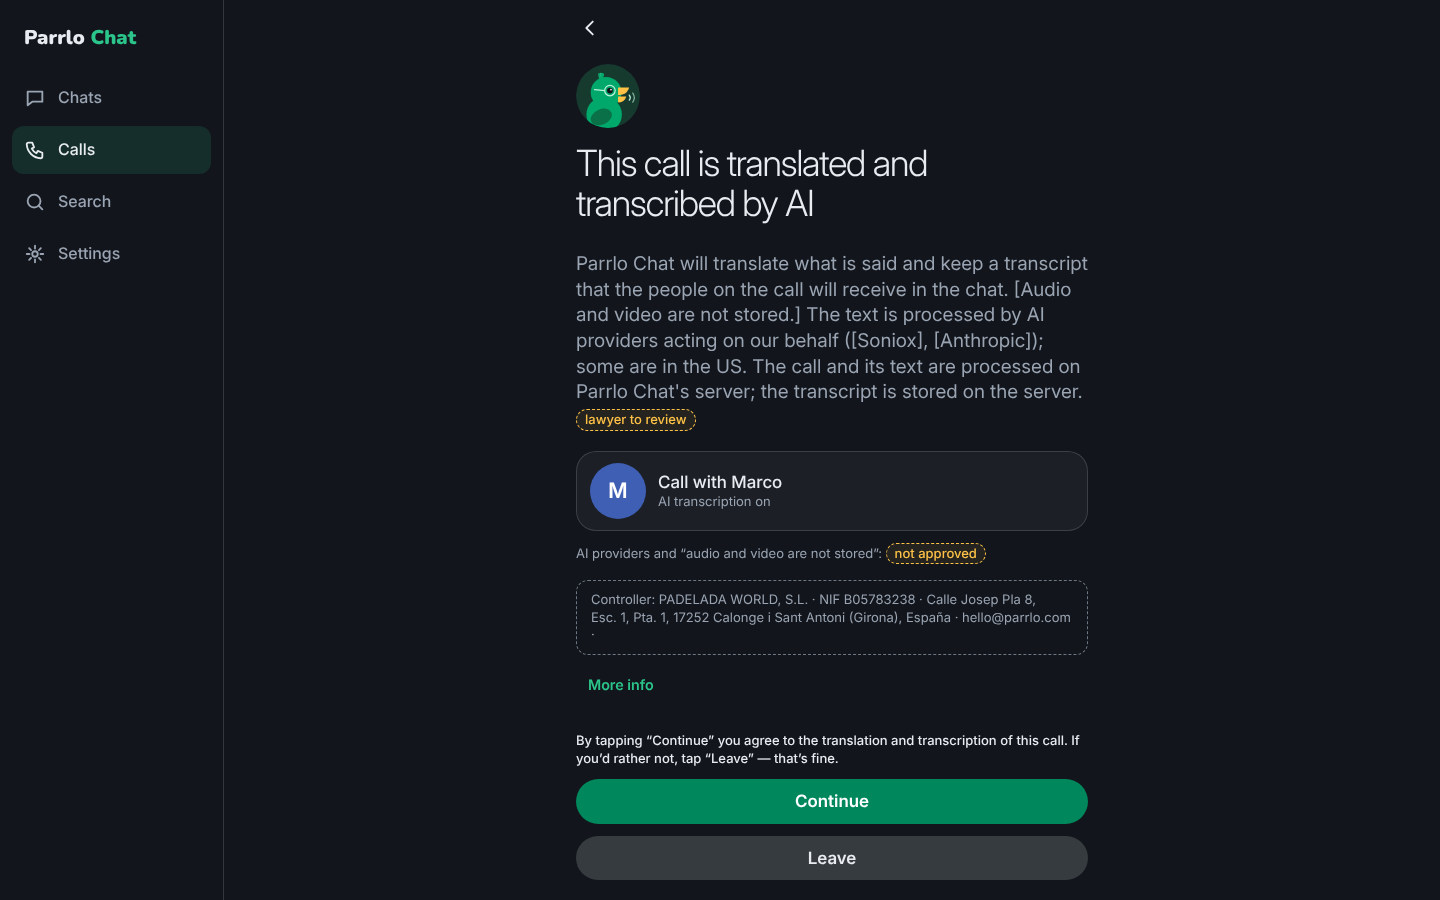 Parrlo Chat
Chats
Calls
Search
Settings
This call is translated and
transcribed by AI
Parrlo Chat will translate what is said and keep a transcript
that the people on the call will receive in the chat. [Audio
and video are not stored.] The text is processed by AI
providers acting on our behalf ([Soniox], [Anthropic]);
some are in the US. The call and its text are processed on
Parrlo Chat's server; the transcript is stored on the server.
lawyer to review
M
Call with Marco
AI transcription on
AI providers and “audio and video are not stored”: not approved
Controller: PADELADA WORLD, S.L. · NIF B05783238 · Calle Josep Pla 8,
Esc. 1, Pta. 1, 17252 Calonge i Sant Antoni (Girona), España · hello@parrlo.com
·
More info
By tapping “Continue” you agree to the translation and transcription of this call. If
you’d rather not, tap “Leave” — that’s fine.
Continue
Leave